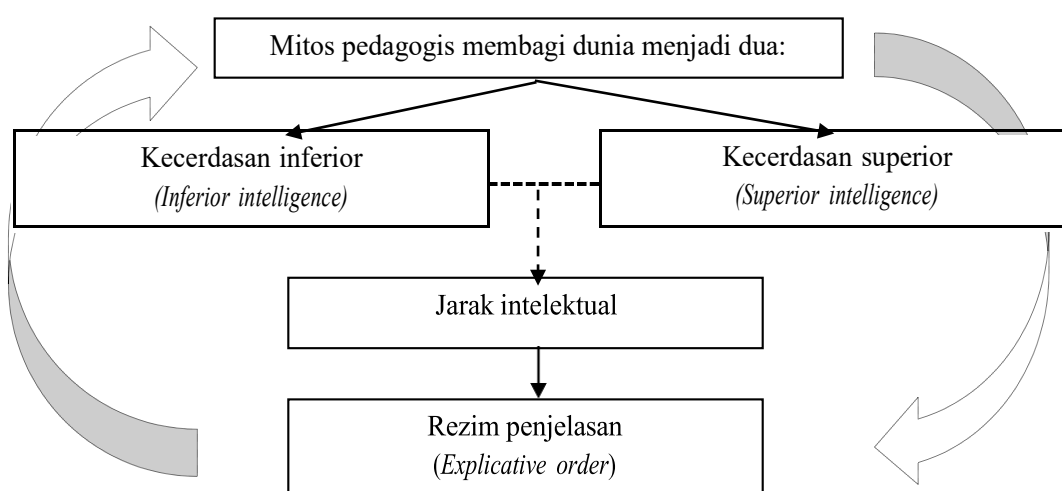 Mitos pedagogis membagi dunia menjadi dua:
Kecerdasan inferior
(Inferior intelligence)
Kecerdasan superior
(Superior intelligence)
Jarak intelektual
Rezim penjelasan
(Explicative order)